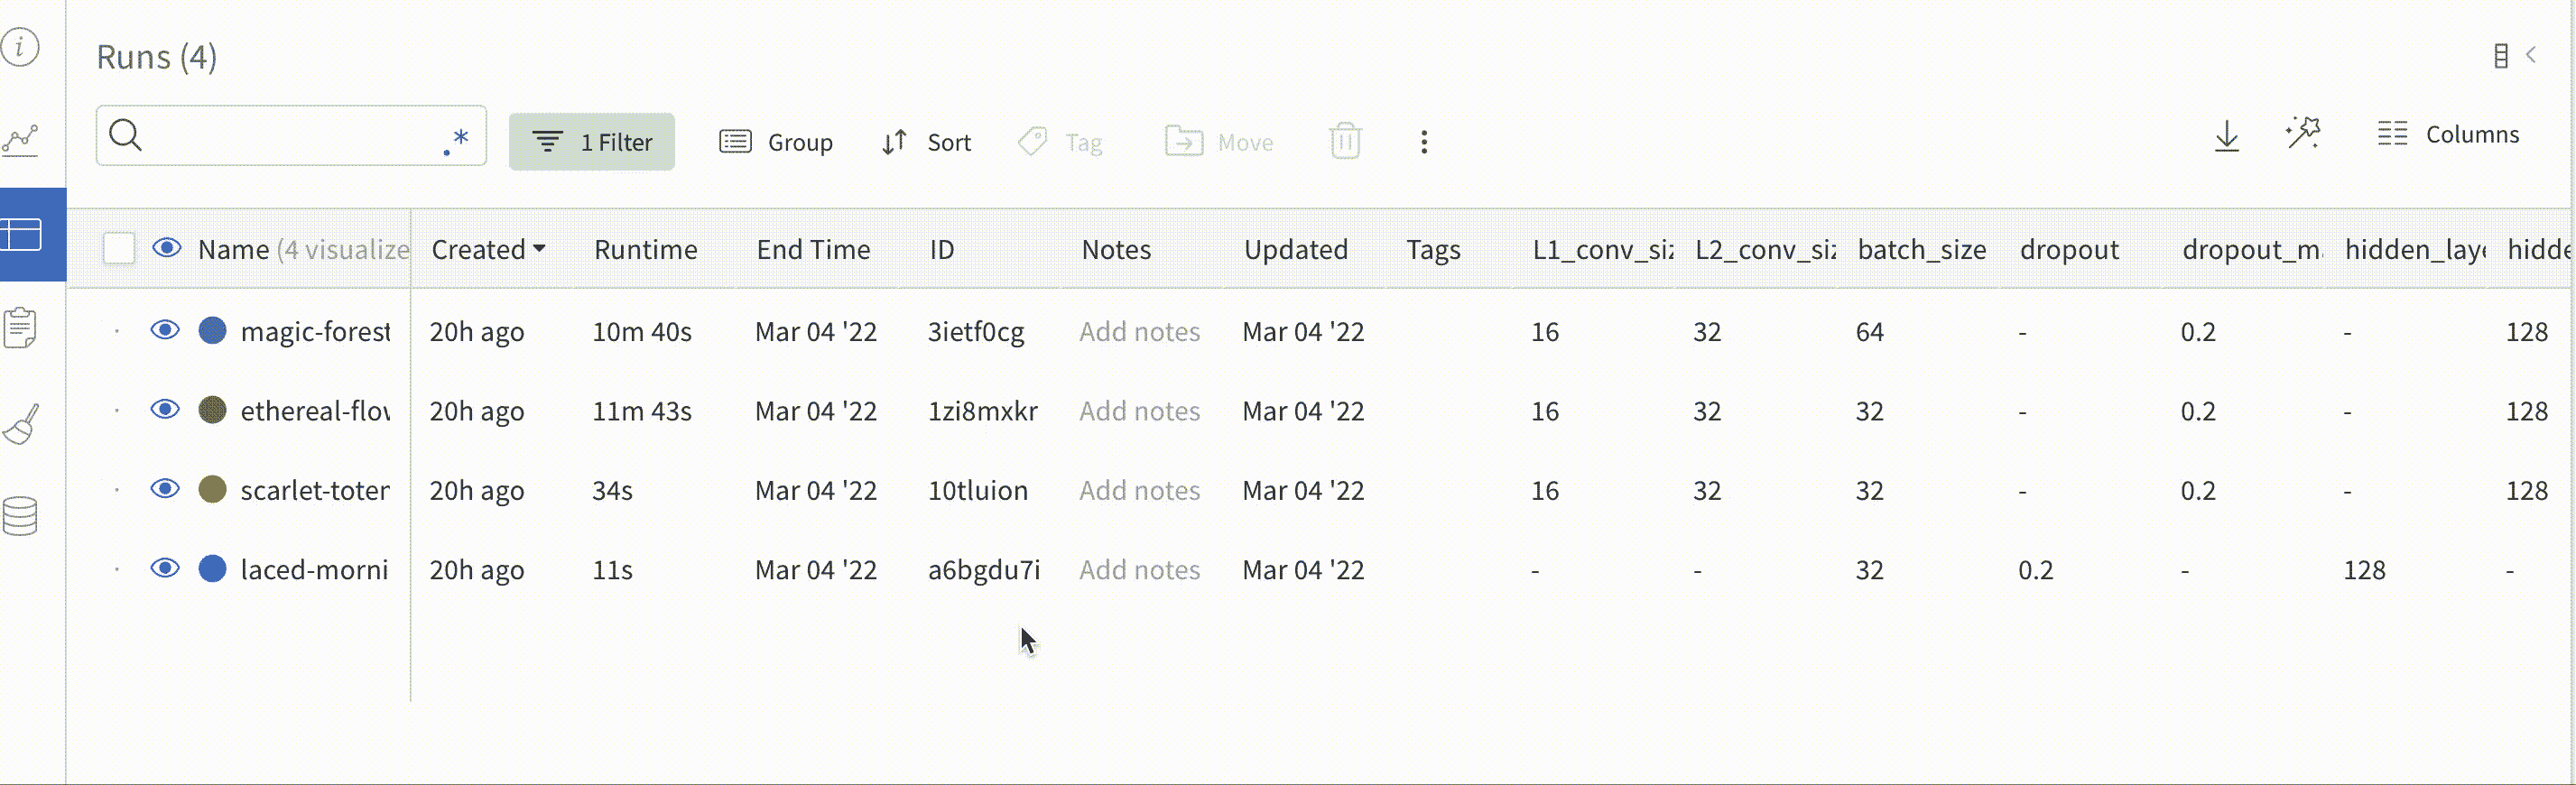 Runs (4)
.* 1 Filter Group Sort Tag Move Columns
Name (4 visualize Created Runtime End Time ID Notes Updated Tags L1_conv_siz L2_conv_siz batch_size dropout dropout_m hidden_laye hidde
magic-forest 20h ago 10m 40s Mar 04 '22 3ietf0cg Add notes Mar 04 '22 16 32 64 - 0.2 - 128
ethereal-flow 20h ago 11m 43s Mar 04 '22 1zi8mxkr Add notes Mar 04 '22 16 32 32 - 0.2 - 128
scarlet-toter 20h ago 34s Mar 04 '22 10tluion Add notes Mar 04 '22 16 32 32 - 0.2 - 128
laced-morni 20h ago 11s Mar 04 '22 a6bgdu7i Add notes Mar 04 '22 - - 32 0.2 - 128 -